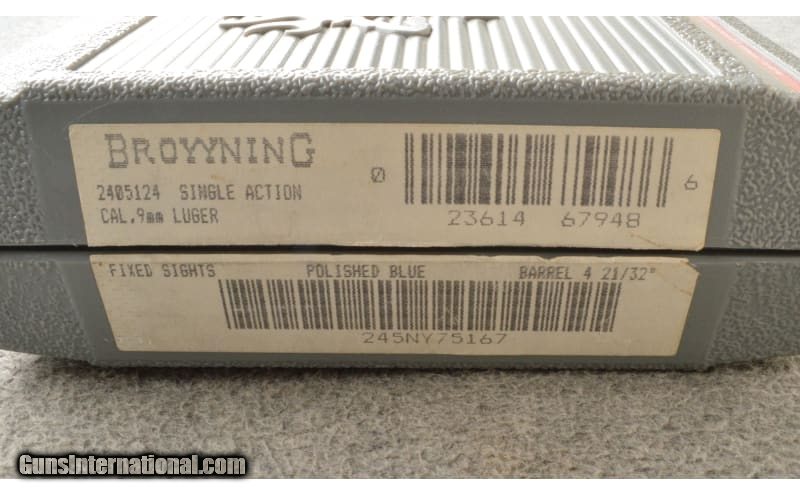 BROWNING
2405124 SINGLE ACTION
CAL.9mm LUGER
0 23614 67948 6
FIXED SIGHTS POLISHED BLUE BARREL 4 21/32"
245NY75167
GunsInternational.com